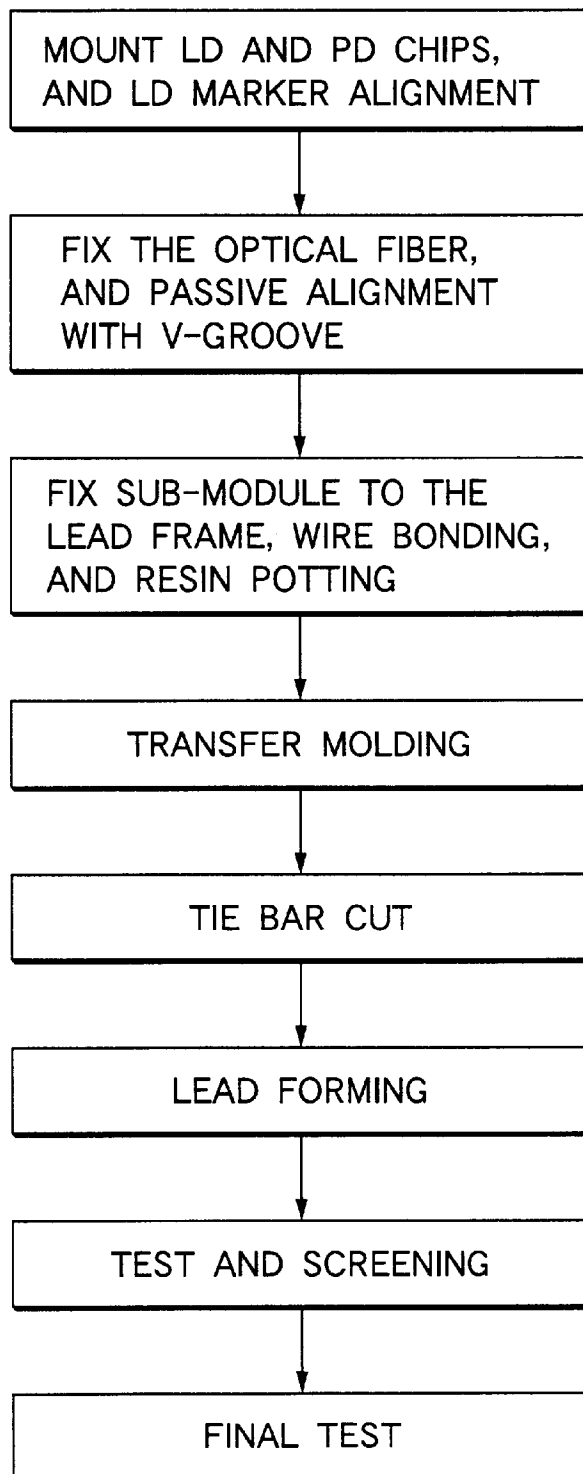 MOUNT LD AND PD CHIPS,
AND LD MARKER ALIGNMENT
FIX THE OPTICAL FIBER,
AND PASSIVE ALIGNMENT
WITH V-GROOVE
FIX SUB-MODULE TO THE
LEAD FRAME, WIRE BONDING,
AND RESIN POTTING
TRANSFER MOLDING
TIE BAR CUT
LEAD FORMING
TEST AND SCREENING
FINAL TEST